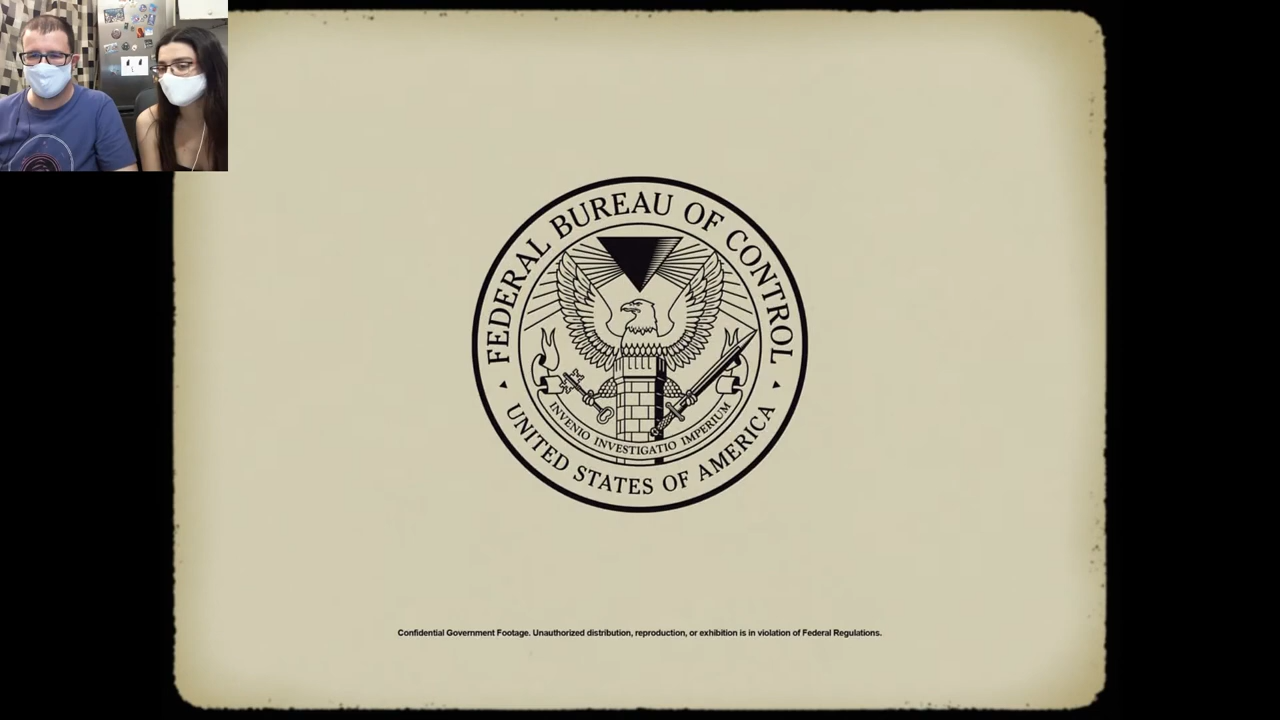 FEDERAL BUREAU OF CONTROL
INVENIO INVESTIGATIO IMPERIUM
UNITED STATES OF AMERICA
Confidential Government Footage. Unauthorized distribution, reproduction, or exhibition is in violation of Federal Regulations.